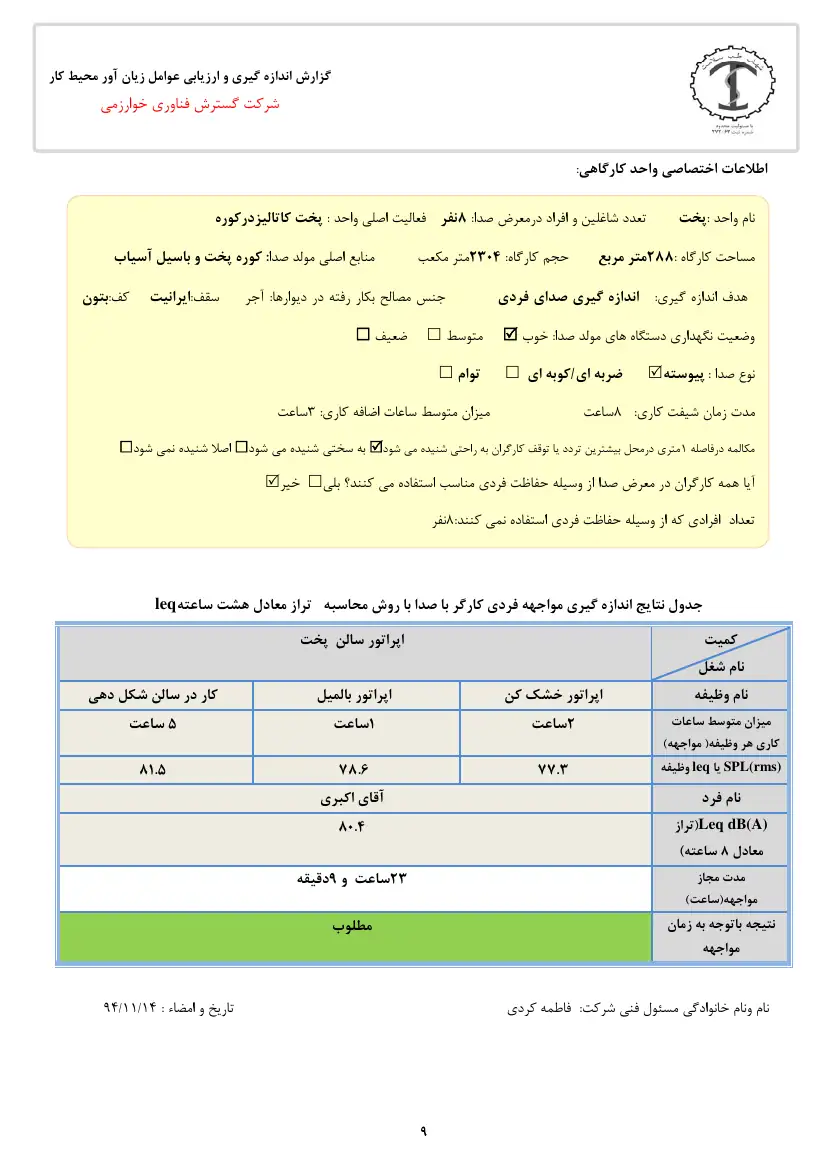 گزارش اندازه گیری و ارزیابی عوامل زیان آور محیط کار
شرکت گسترش فناوری خوارزمی
شهاب طب سلامت
با مسئولیت محدود
اطلاعات اختصاصی واحد کارگاهی:
نام واحد :پخت تعدد شاغلین و افراد درمعرض صدا: ۸نفر فعالیت اصلی واحد : پخت کاتالیزدرکوره
مساحت کارگاه :۲۸۸متر مربع حجم کارگاه: ۲۳۰۴متر مکعب منابع اصلی مولد صدا: کوره پخت و باسیل آسیاب
هدف اندازه گیری: اندازه گیری صدای فردی جنس مصالح بکار رفته در دیوارها: آجر سقف:ایرانیت کف:بتون
وضعیت نگهداری دستگاه های مولد صدا: خوب ☑ متوسط ☐ ضعیف ☐
نوع صدا : پیوسته☑ ضربه ای/کوبه ای ☐ توام ☐
مدت زمان شیفت کاری: ۸ساعت میزان متوسط ساعات اضافه کاری: ۳ساعت
مکالمه درفاصله ۱متری درمحل بیشترین تردد یا توقف کارگران به راحتی شنیده می شود☑ به سختی شنیده می شود☐ اصلا شنیده نمی شود☐
آیا همه کارگران در معرض صدا از وسیله حفاظت فردی مناسب استفاده می کنند؟ بلی☐ خیر☑
تعداد افرادی که از وسیله حفاظت فردی استفاده نمی کنند:۸نفر
جدول نتایج اندازه گیری مواجهه فردی کارگر با صدا با روش محاسبه تراز معادل هشت ساعته leq
کمیت
نام شغل
اپراتور سالن پخت
نام وظیفه اپراتور خشک کن اپراتور بالمیل کار در سالن شکل دهی
میزان متوسط ساعات
کاری هر وظیفه( مواجهه)
۲ساعت ۱ساعت ۵ ساعت
SPL(rms) یا leq وظیفه ۷۷.۳ ۷۸.۶ ۸۱.۵
نام فرد آقای اکبری
Leq dB(A)(تراز
معادل ۸ ساعته)
۸۰.۴
مدت مجاز
مواجهه(ساعت)
۲۳ساعت و ۹دقیقه
نتیجه باتوجه به زمان
مواجهه
مطلوب
نام ونام خانوادگی مسئول فنی شرکت: فاطمه کردی تاریخ و امضاء : ۹۴/۱۱/۱۴
۹